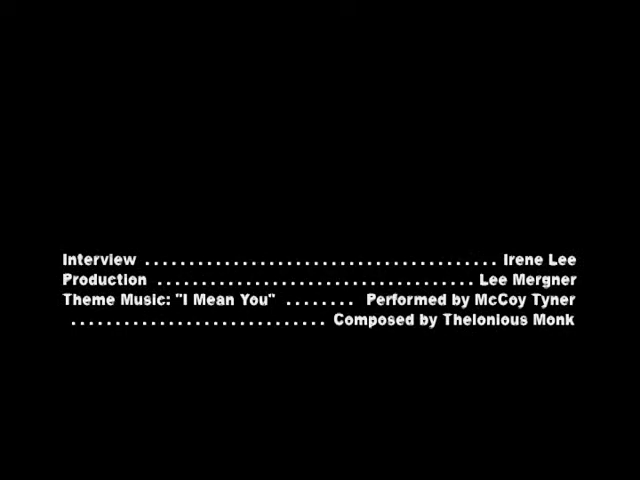 Interview ........................................ Irene Lee
Production .................................... Lee Mergner
Theme Music: "I Mean You" ........ Performed by McCoy Tyner
............................. Composed by Thelonious Monk